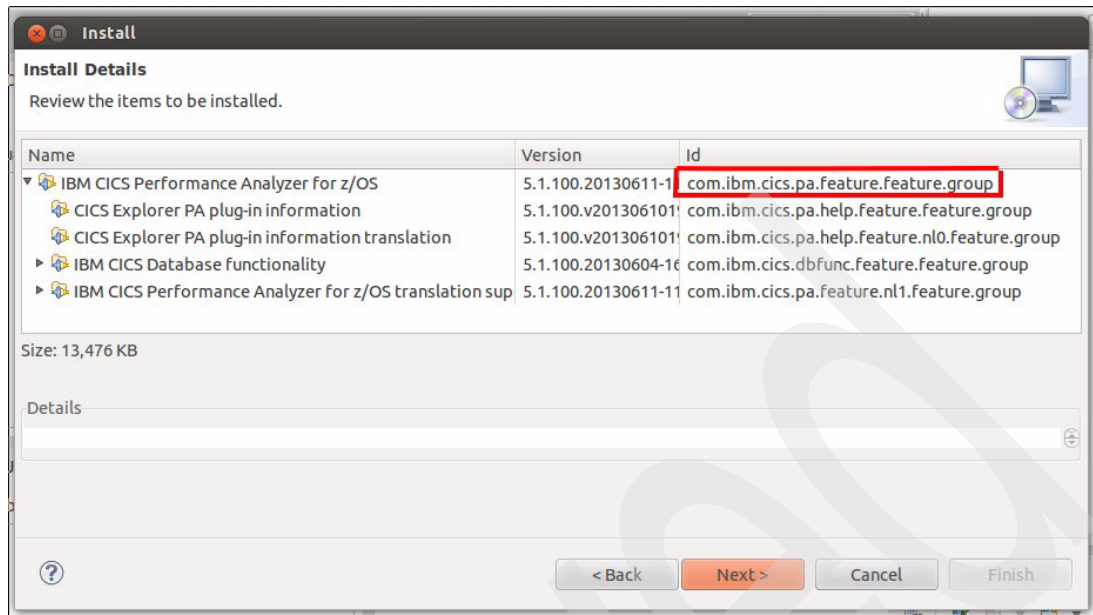 Install
Install Details
Review the items to be installed.
Name Version Id
IBM CICS Performance Analyzer for z/OS 5.1.100.20130611-1 com.ibm.cics.pa.feature.feature.group
CICS Explorer PA plug-in information 5.1.100.v20130610 com.ibm.cics.pa.help.feature.feature.group
CICS Explorer PA plug-in information translation 5.1.100.v20130610 com.ibm.cics.pa.help.feature.nl0.feature.group
IBM CICS Database functionality 5.1.100.20130604-16 com.ibm.cics.dbfunc.feature.feature.group
IBM CICS Performance Analyzer for z/OS translation sup 5.1.100.20130611-11 com.ibm.cics.pa.feature.nl1.feature.group
Size: 13,476 KB
Details
?
< Back Next > Cancel Finish